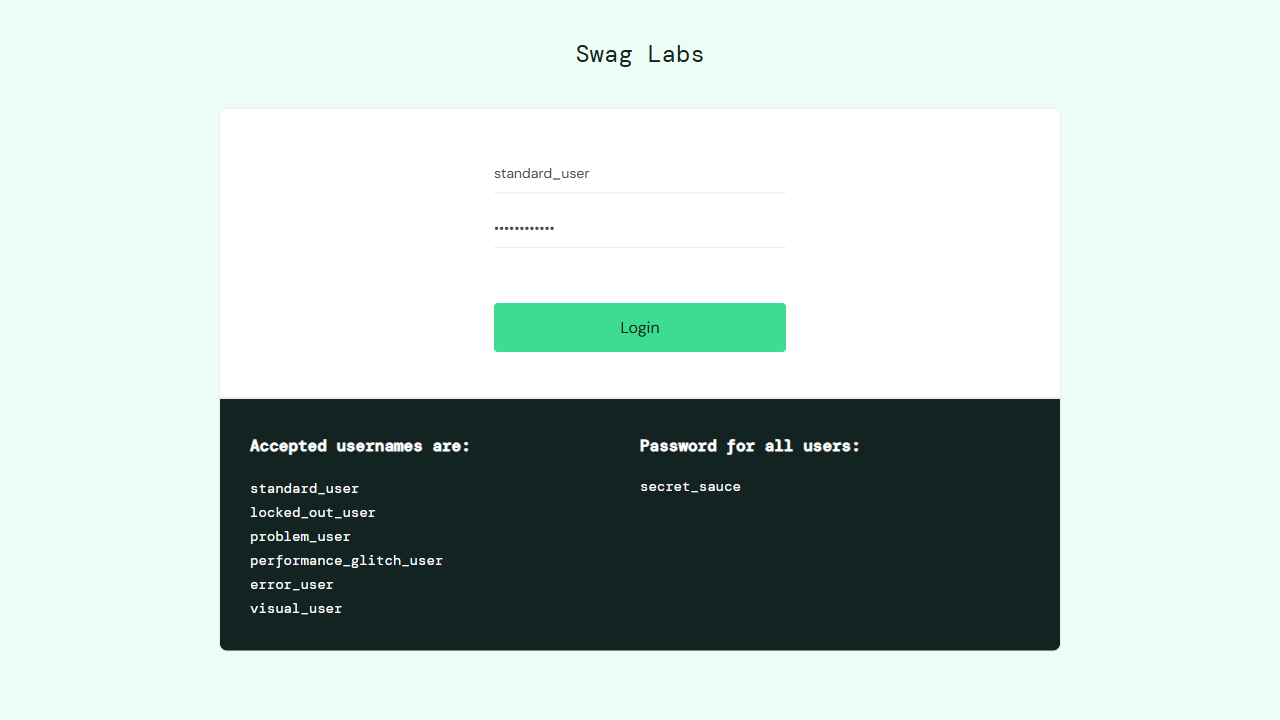 Swag Labs
standard_user
••••••••••••
Login
Accepted usernames are:
standard_user
locked_out_user
problem_user
performance_glitch_user
error_user
visual_user
Password for all users:
secret_sauce